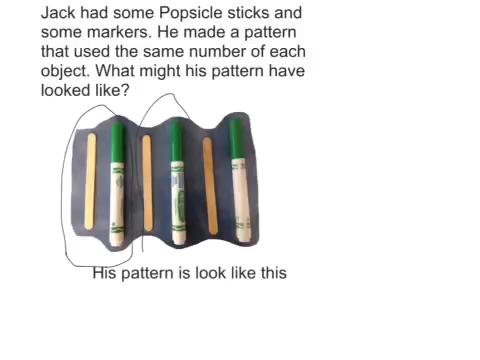 Jack had some Popsicle sticks and
some markers. He made a pattern
that used the same number of each
object. What might his pattern have
looked like?
His pattern is look like this